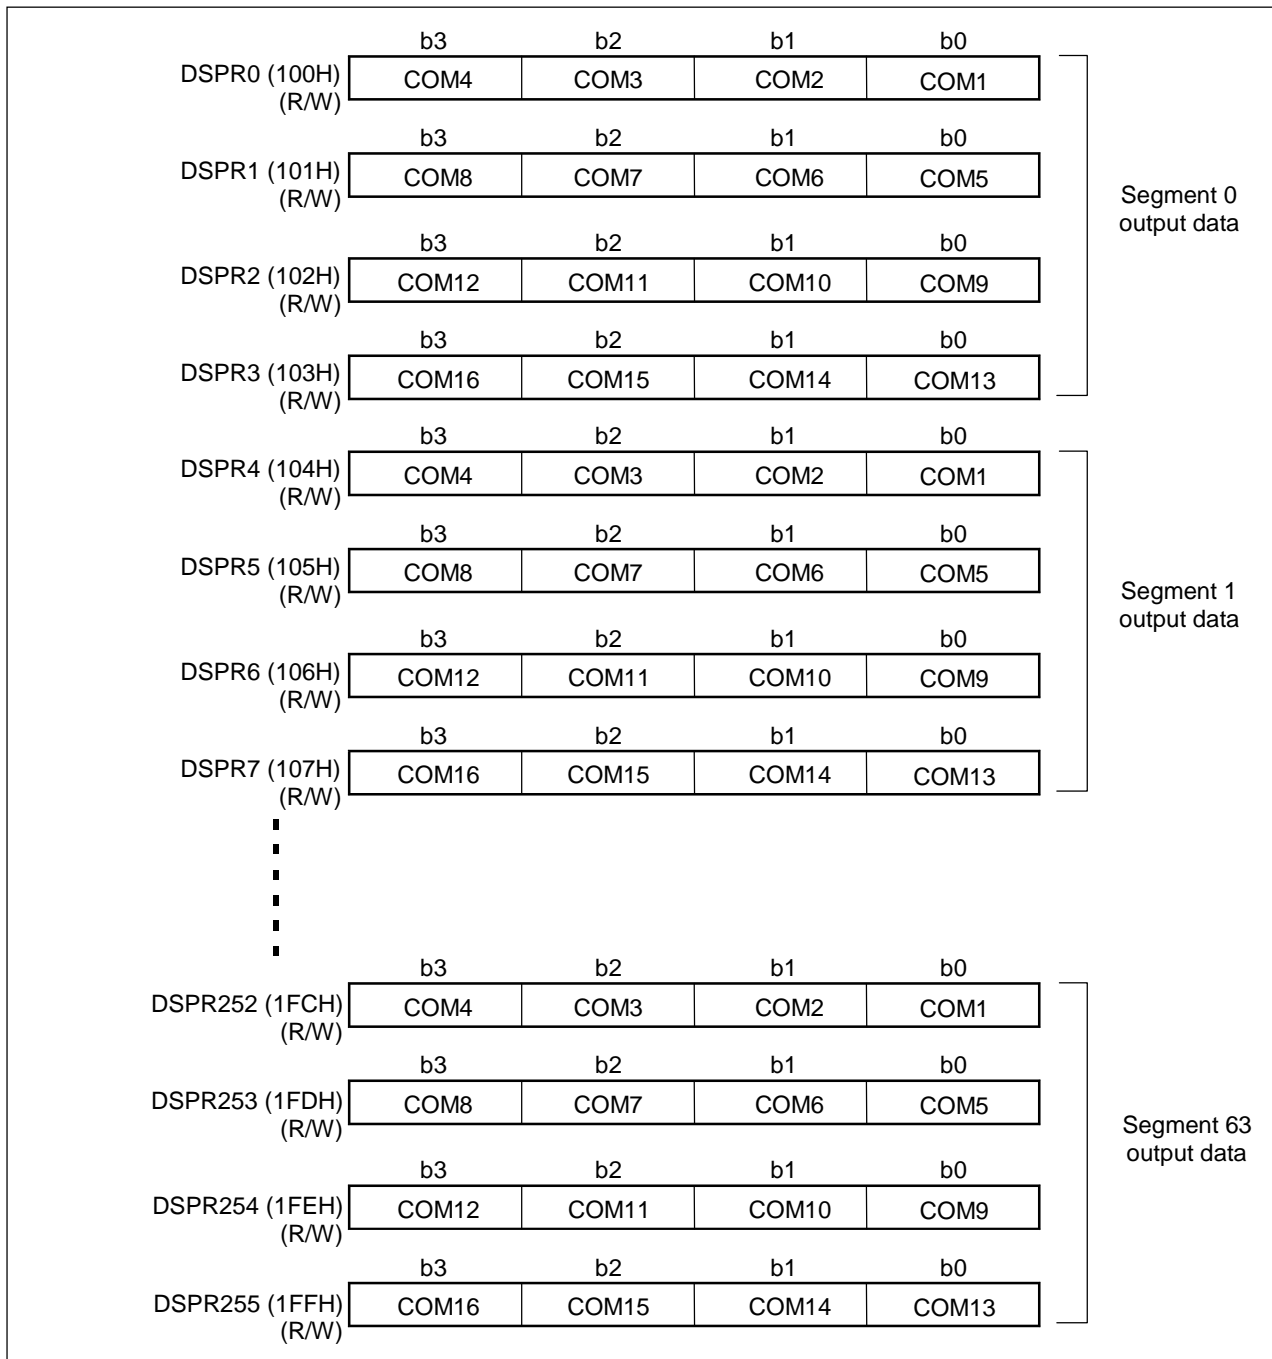 b3 b2 b1 b0
DSPR0 (100H) COM4 COM3 COM2 COM1
(R/W)
b3 b2 b1 b0
DSPR1 (101H) COM8 COM7 COM6 COM5
(R/W)
Segment 0
output data
b3 b2 b1 b0
DSPR2 (102H) COM12 COM11 COM10 COM9
(R/W)
b3 b2 b1 b0
DSPR3 (103H) COM16 COM15 COM14 COM13
(R/W)
b3 b2 b1 b0
DSPR4 (104H) COM4 COM3 COM2 COM1
(R/W)
b3 b2 b1 b0
DSPR5 (105H) COM8 COM7 COM6 COM5
(R/W)
Segment 1
output data
b3 b2 b1 b0
DSPR6 (106H) COM12 COM11 COM10 COM9
(R/W)
b3 b2 b1 b0
DSPR7 (107H) COM16 COM15 COM14 COM13
(R/W)
b3 b2 b1 b0
DSPR252 (1FCH) COM4 COM3 COM2 COM1
(R/W)
b3 b2 b1 b0
DSPR253 (1FDH) COM8 COM7 COM6 COM5
(R/W)
Segment 63
output data
b3 b2 b1 b0
DSPR254 (1FEH) COM12 COM11 COM10 COM9
(R/W)
b3 b2 b1 b0
DSPR255 (1FFH) COM16 COM15 COM14 COM13
(R/W)